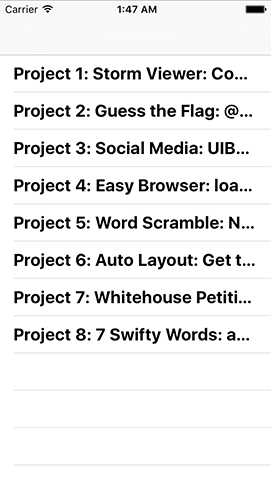 Carrier 1:47 AM
Project 1: Storm Viewer: Co...
Project 2: Guess the Flag: @...
Project 3: Social Media: UIB...
Project 4: Easy Browser: loa...
Project 5: Word Scramble: N...
Project 6: Auto Layout: Get t...
Project 7: Whitehouse Petiti...
Project 8: 7 Swifty Words: a...